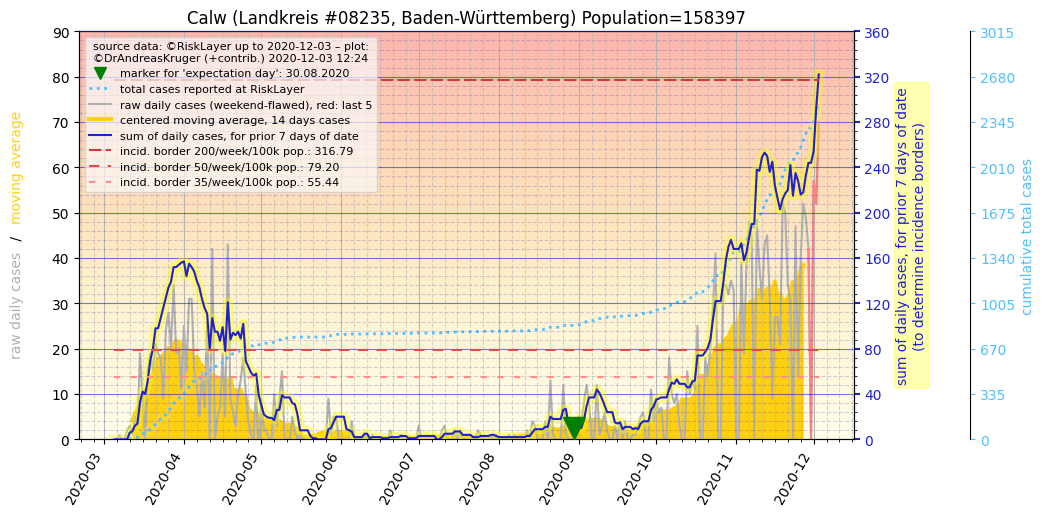 Calw (Landkreis #08235, Baden-Württemberg) Population=158397
source data: ©RiskLayer up to 2020-12-03 – plot:
©DrAndreasKruger (+contrib.) 2020-12-03 12:24
marker for 'expectation day': 30.08.2020
total cases reported at RiskLayer
raw daily cases (weekend-flawed), red: last 5
centered moving average, 14 days cases
sum of daily cases, for prior 7 days of date
incid. border 200/week/100k pop.: 316.79
incid. border 50/week/100k pop.: 79.20
incid. border 35/week/100k pop.: 55.44
raw daily cases / moving average
90
80
70
60
50
40
30
20
10
0
2020-03
2020-04
2020-05
2020-06
2020-07
2020-08
2020-09
2020-10
2020-11
2020-12
360
320
280
240
200
160
120
80
40
0
sum of daily cases, for prior 7 days of date
(to determine incidence borders)
3015
2680
2345
2010
1675
1340
1005
670
335
0
cumulative total cases